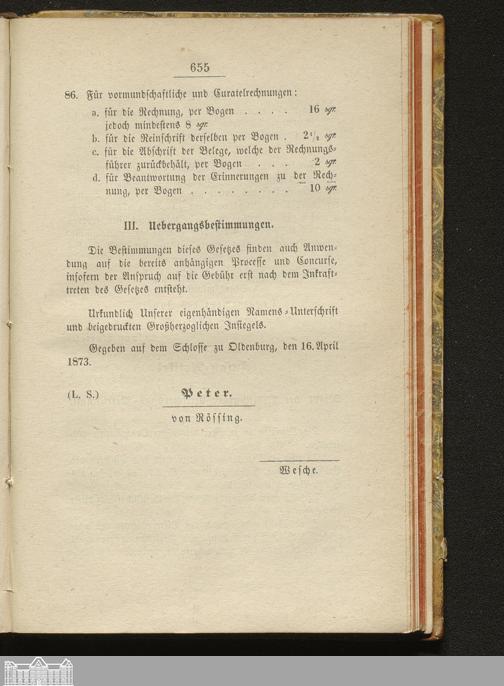 655
86. Für vormundschaftliche und Curatelrechnungen:
a. für die Rechnung, per Bogen . . . . 16 sgr.
jedoch mindestens 8 sgr.
b. für die Reinschrift derselben per Bogen . 2¹/₂ sgr.
c. für die Abschrift der Belege, welche der Rechnungs-
führer zurückbehält, per Bogen . . . 2 sgr.
d. für Beantwortung der Erinnerungen zu der Rech-
nung, per Bogen . . . . . . . . 10 sgr.
III. Uebergangsbestimmungen.
Die Bestimmungen dieses Gesetzes finden auch Anwen-
dung auf die bereits anhängigen Processe und Concurse,
insofern der Anspruch auf die Gebühr erst nach dem Inkraft-
treten des Gesetzes entsteht.
Urkundlich Unserer eigenhändigen Namens-Unterschrift
und beigedruckten Großherzoglichen Insiegels.
Gegeben auf dem Schlosse zu Oldenburg, den 16. April
1873.
(L. S.) Peter.
von Rössing.
Wesche.